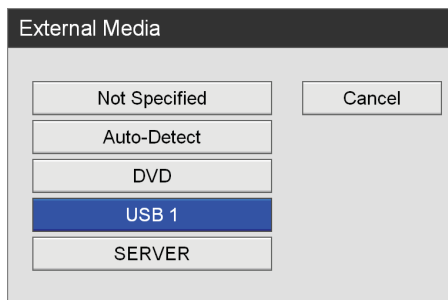 External Media
Not Specified
Cancel
Auto-Detect
DVD
USB 1
SERVER